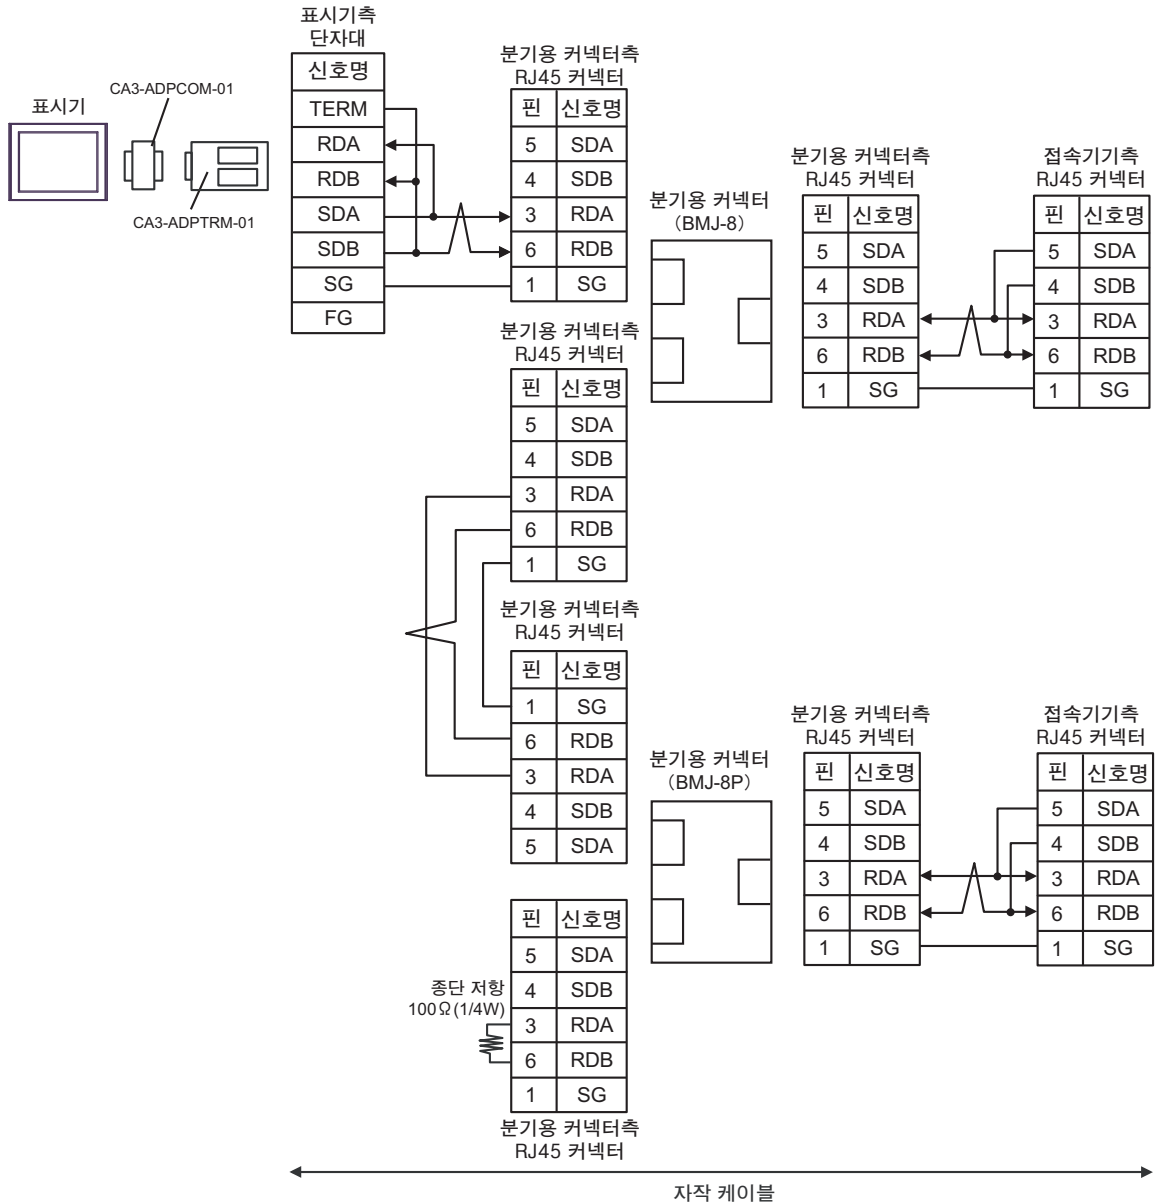 표시기
CA3-ADPCOM-01
CA3-ADPTRM-01
표시기측
단자대
신호명
TERM
RDA
RDB
SDA
SDB
SG
FG
분기용 커넥터측
RJ45 커넥터
핀 신호명
5 SDA
4 SDB
3 RDA
6 RDB
1 SG
분기용 커넥터
(BMJ-8)
분기용 커넥터측
RJ45 커넥터
핀 신호명
5 SDA
4 SDB
3 RDA
6 RDB
1 SG
접속기기측
RJ45 커넥터
핀 신호명
5 SDA
4 SDB
3 RDA
6 RDB
1 SG
분기용 커넥터측
RJ45 커넥터
핀 신호명
5 SDA
4 SDB
3 RDA
6 RDB
1 SG
분기용 커넥터측
RJ45 커넥터
핀 신호명
1 SG
6 RDB
3 RDA
4 SDB
5 SDA
분기용 커넥터
(BMJ-8P)
분기용 커넥터측
RJ45 커넥터
핀 신호명
5 SDA
4 SDB
3 RDA
6 RDB
1 SG
접속기기측
RJ45 커넥터
핀 신호명
5 SDA
4 SDB
3 RDA
6 RDB
1 SG
종단 저항
100Ω(1/4W)
핀 신호명
5 SDA
4 SDB
3 RDA
6 RDB
1 SG
분기용 커넥터측
RJ45 커넥터
자작 케이블